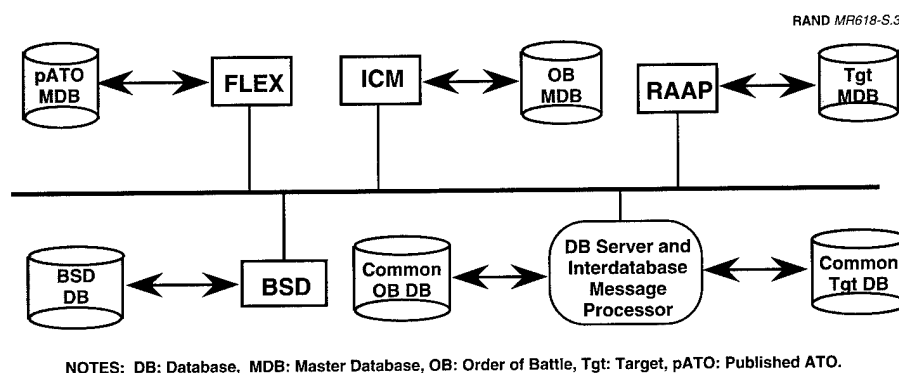 RAND MR618-S.3
pATO
MDB
FLEX
ICM
OB
MDB
RAAP
Tgt
MDB
BSD
DB
BSD
Common
OB DB
DB Server and
Interdatabase
Message
Processor
Common
Tgt DB
NOTES: DB: Database, MDB: Master Database, OB: Order of Battle, Tgt: Target, pATO: Published ATO.